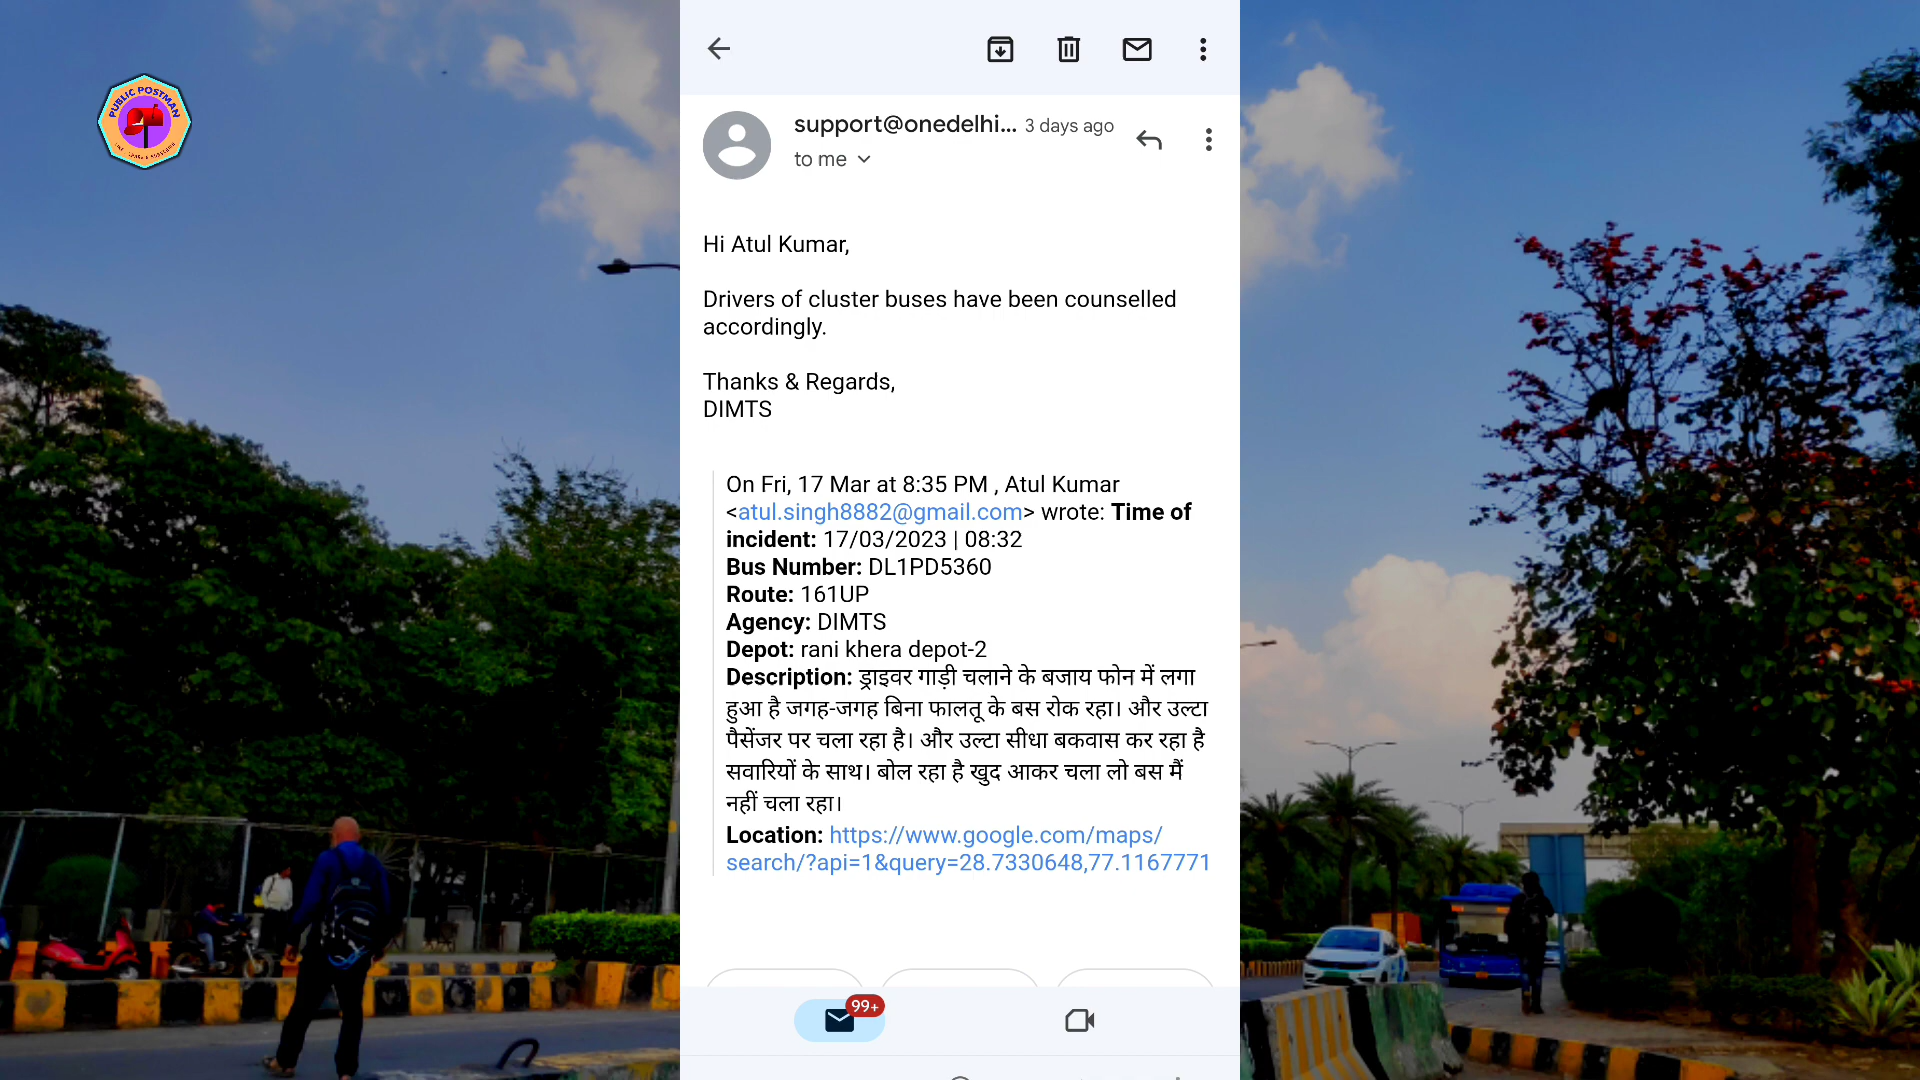 PUBLIC POSTMAN
support@onedelhi... 3 days ago
to me
Hi Atul Kumar,
Drivers of cluster buses have been counselled
accordingly.
Thanks & Regards,
DIMTS
On Fri, 17 Mar at 8:35 PM , Atul Kumar
<atul.singh8882@gmail.com> wrote: Time of
incident: 17/03/2023 | 08:32
Bus Number: DL1PD5360
Route: 161UP
Agency: DIMTS
Depot: rani khera depot-2
Description: ड्राइवर गाड़ी चलाने के बजाय फोन में लगा
हुआ है जगह-जगह बिना फालतू के बस रोक रहा। और उल्टा
पैसेंजर पर चला रहा है। और उल्टा सीधा बकवास कर रहा है
सवारियों के साथ। बोल रहा है खुद आकर चला लो बस मैं
नहीं चला रहा।
Location: https://www.google.com/maps/
search/?api=1&query=28.7330648,77.1167771
99+